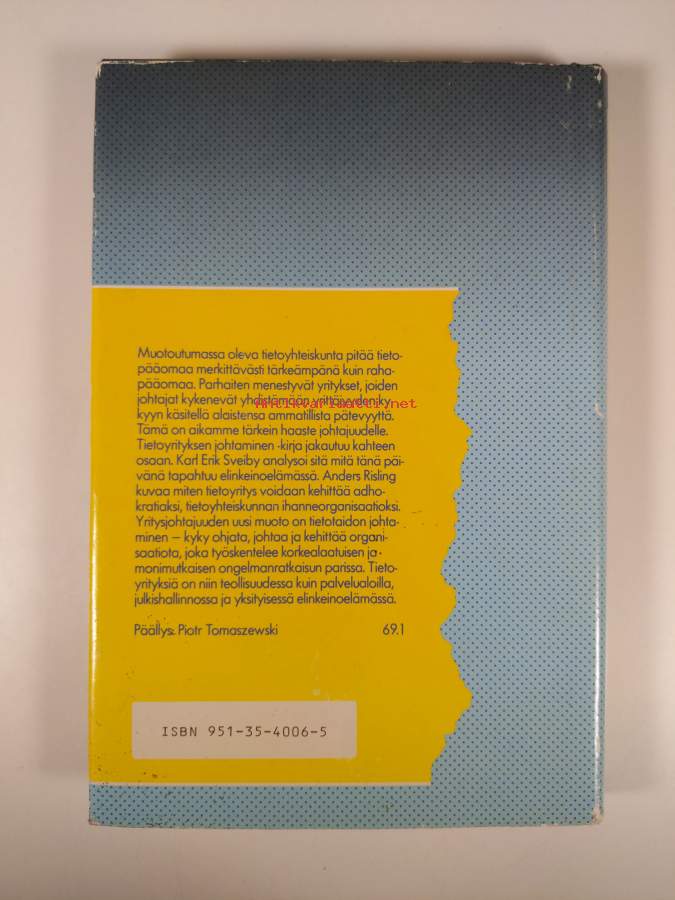 Muotoutumassa oleva tietoyhteiskunta pitää tieto-
pääomaa merkittävästi tärkeämpänä kuin raha-
pääomaa. Parhaiten menestyvät yritykset, joiden
johtajat kykenevät yhdistämään yrittäjyyden ky-
antikvariaatti.net
kyyn käsitellä alaistensa ammatillista pätevyyttä.
Tämä on aikamme tärkein haaste johtajuudelle.
Tietoyrityksen johtaminen -kirja jakautuu kahteen
osaan. Karl Erik Sveiby analysoi sitä mitä tänä päi-
vänä tapahtuu elinkeinoelämässä. Anders Risling
kuvaa miten tietoyritys voidaan kehittää adho-
kratiaksi, tietoyhteiskunnan ihanneorganisaatioksi.
Yritysjohtajuuden uusi muoto on tietotaidon johta-
minen – kyky ohjata, johtaa ja kehittää organi-
saatiota, joka työskentelee korkealaatuisen ja
monimutkaisen ongelmanratkaisun parissa. Tieto-
yrityksiä on niin teollisuudessa kuin palvelualoilla,
julkishallinnossa ja yksityisessä elinkeinoelämässä.
Päällys: Piotr Tomaszewski 69.1
ISBN 951-35-4006-5